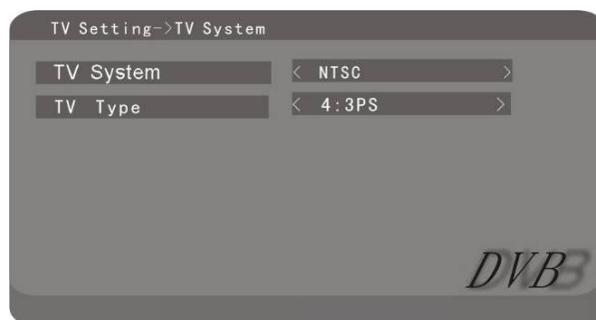 TV Setting->TV System
TV System < NTSC >
TV Type < 4:3PS >
DVB